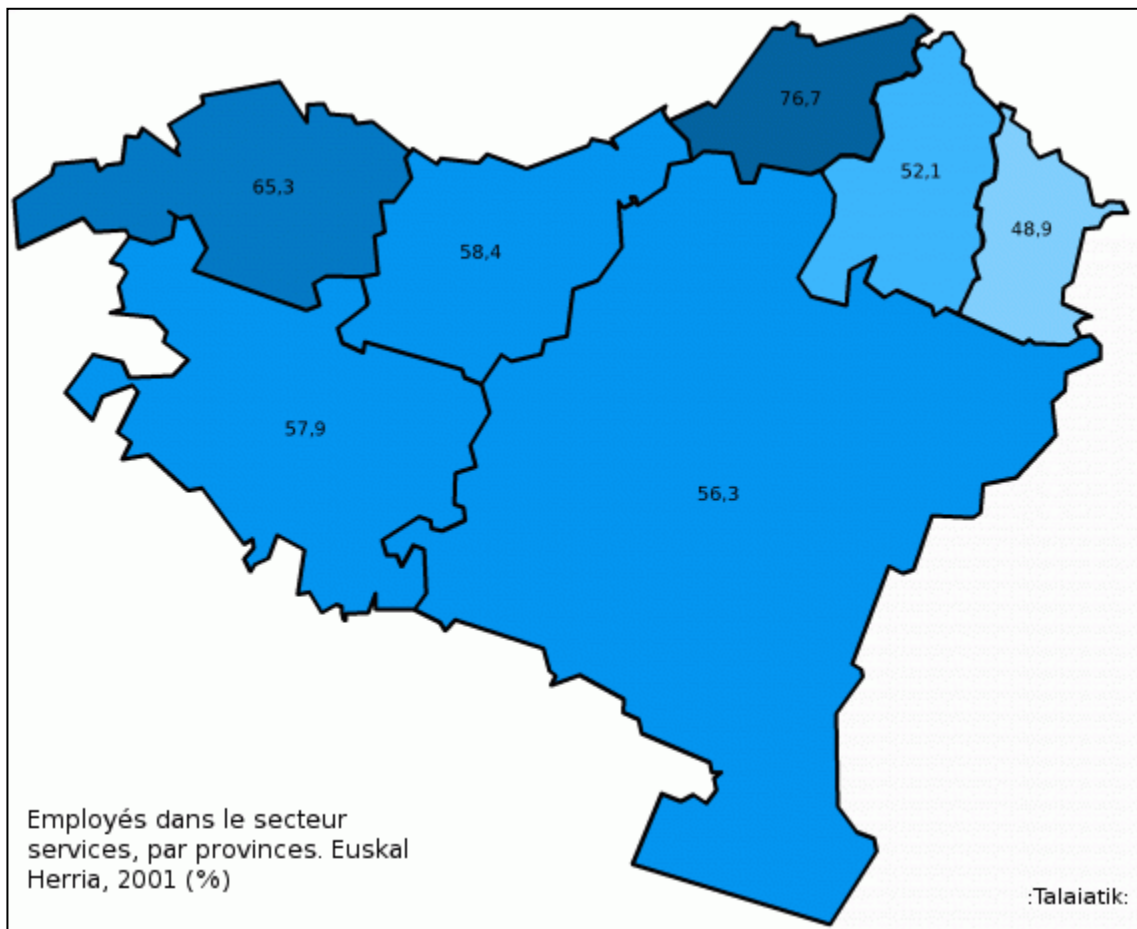 76,7
52,1
65,3
48,9
58,4
57,9
56,3
Employés dans le secteur
services, par provinces. Euskal
Herria, 2001 (%)
:Talaiatik: